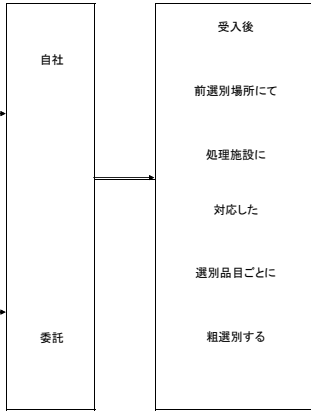 自社
委託
受入後
前選別場所にて
処理施設に
対応した
選別品目ごとに
粗選別する